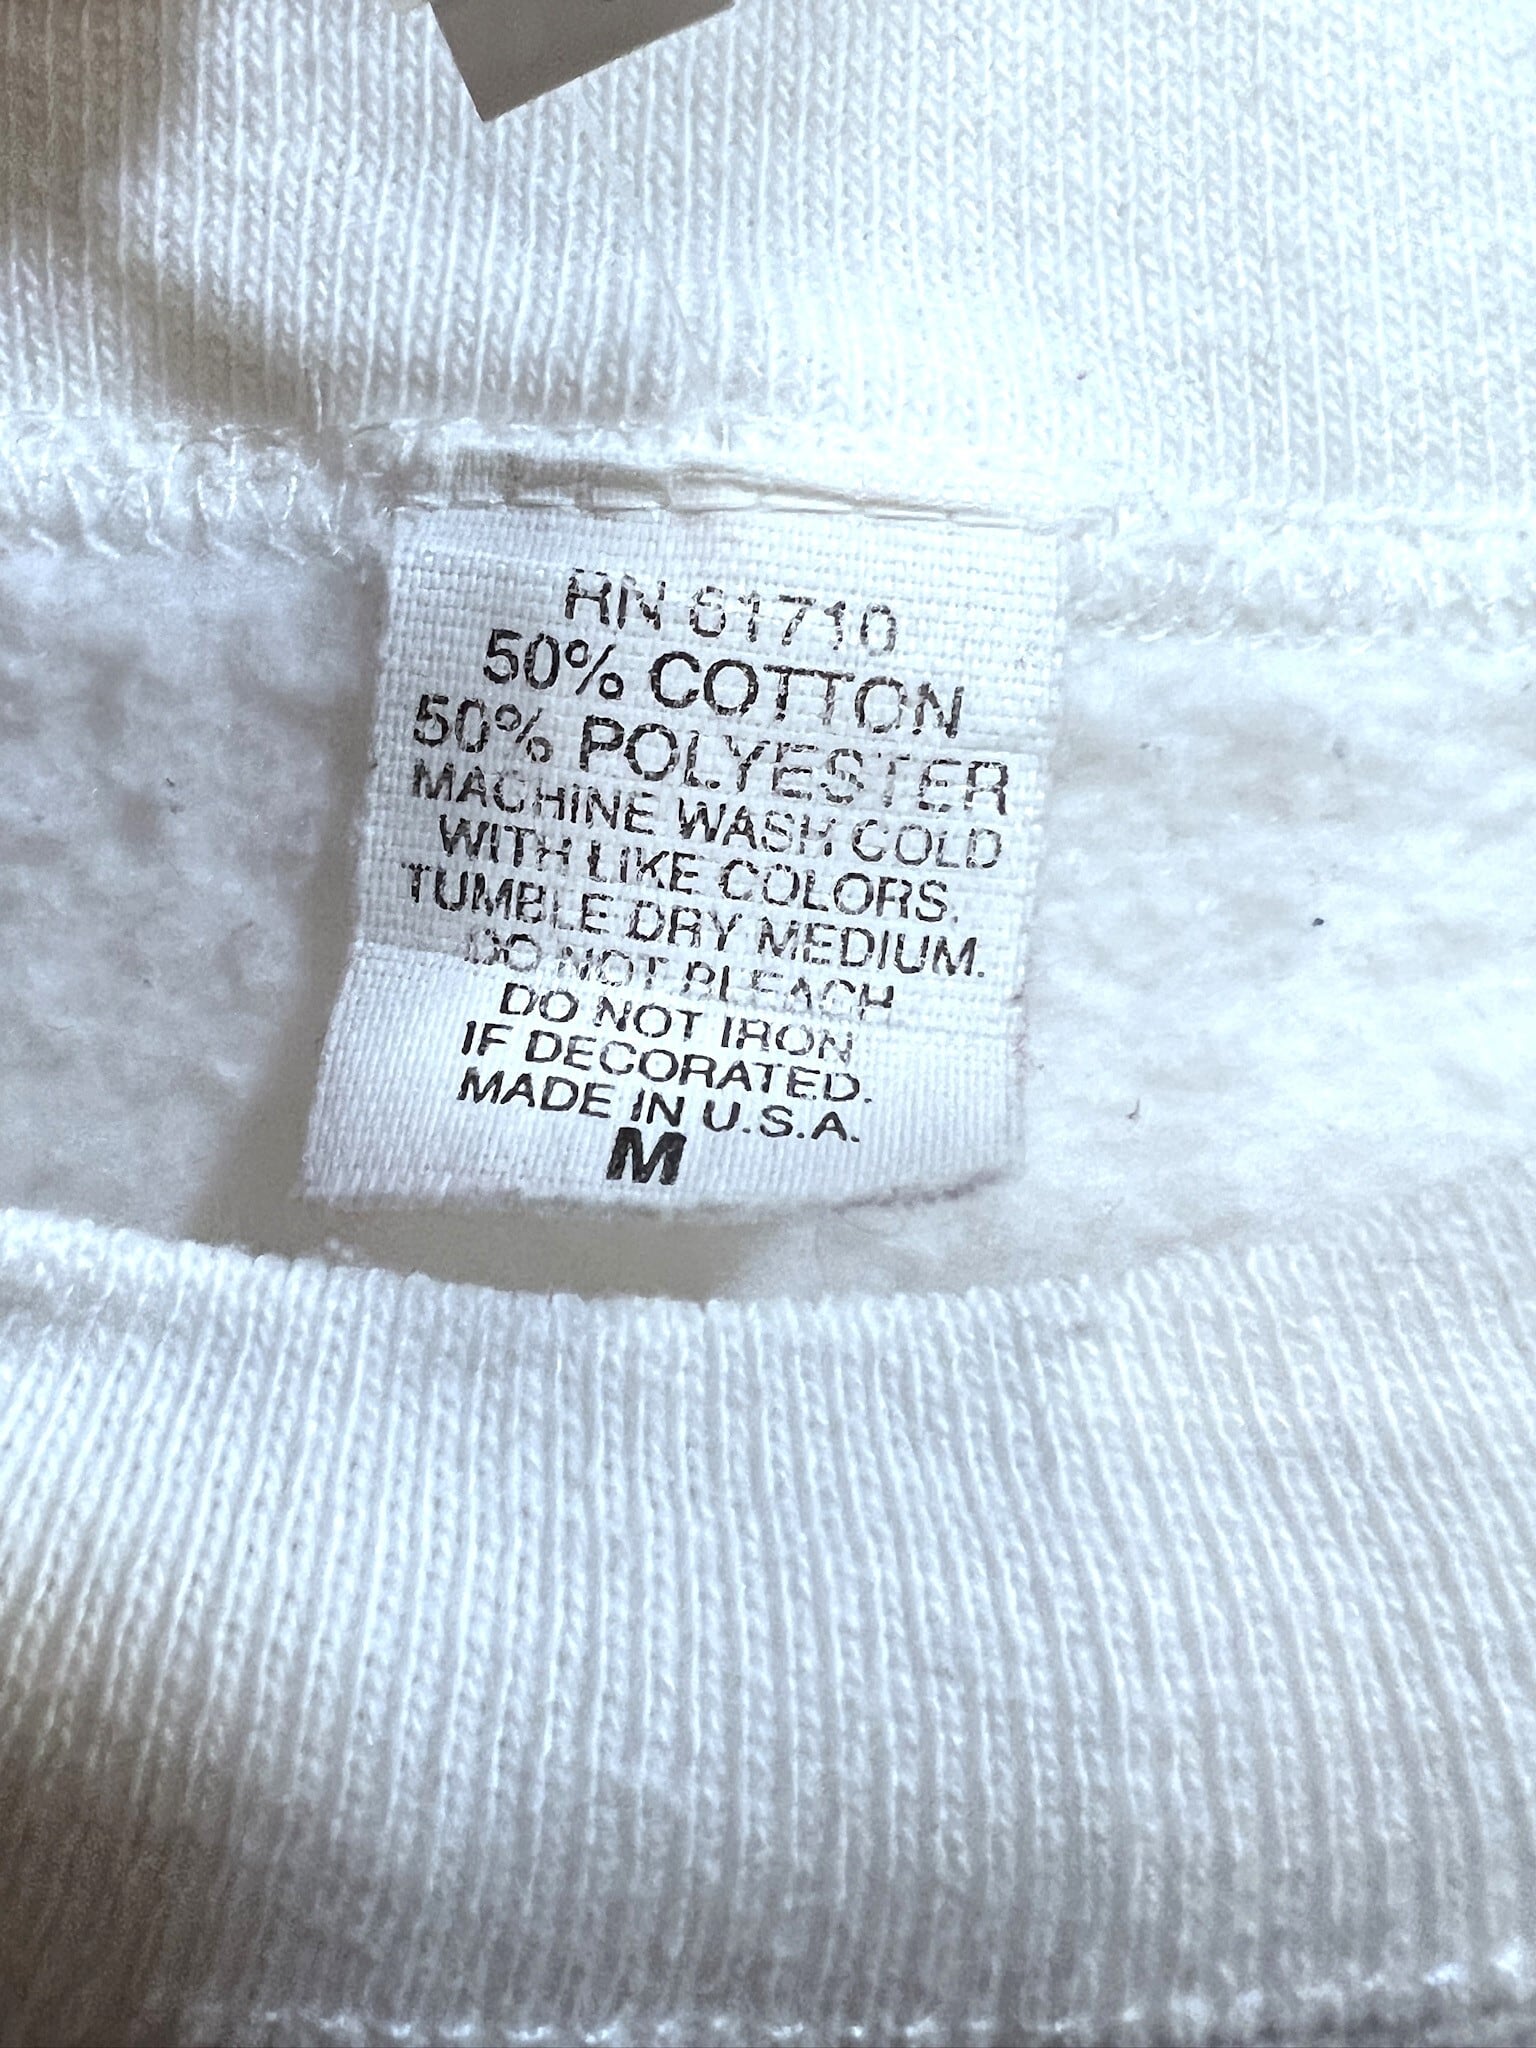 RN 61710
50% COTTON
50% POLYESTER
MACHINE WASH COLD
WITH LIKE COLORS.
TUMBLE DRY MEDIUM.
DO NOT BLEACH
DO NOT IRON
IF DECORATED.
MADE IN U.S.A.
M